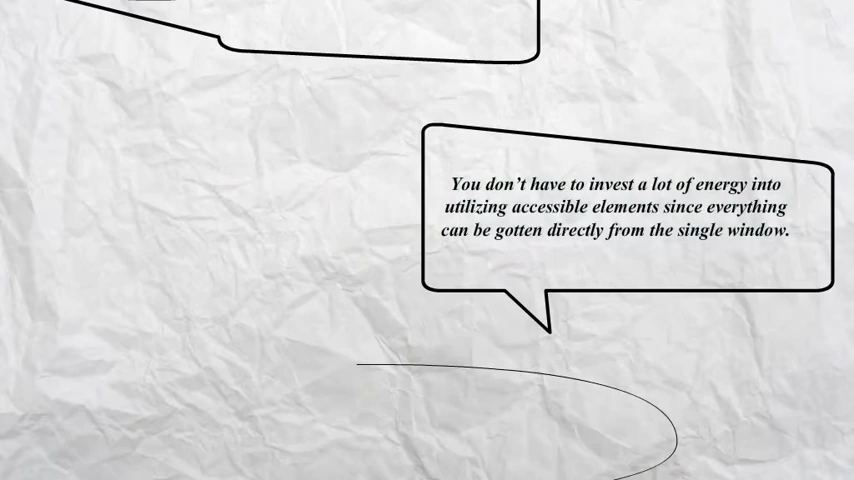 You don’t have to invest a lot of energy into
utilizing accessible elements since everything
can be gotten directly from the single window.